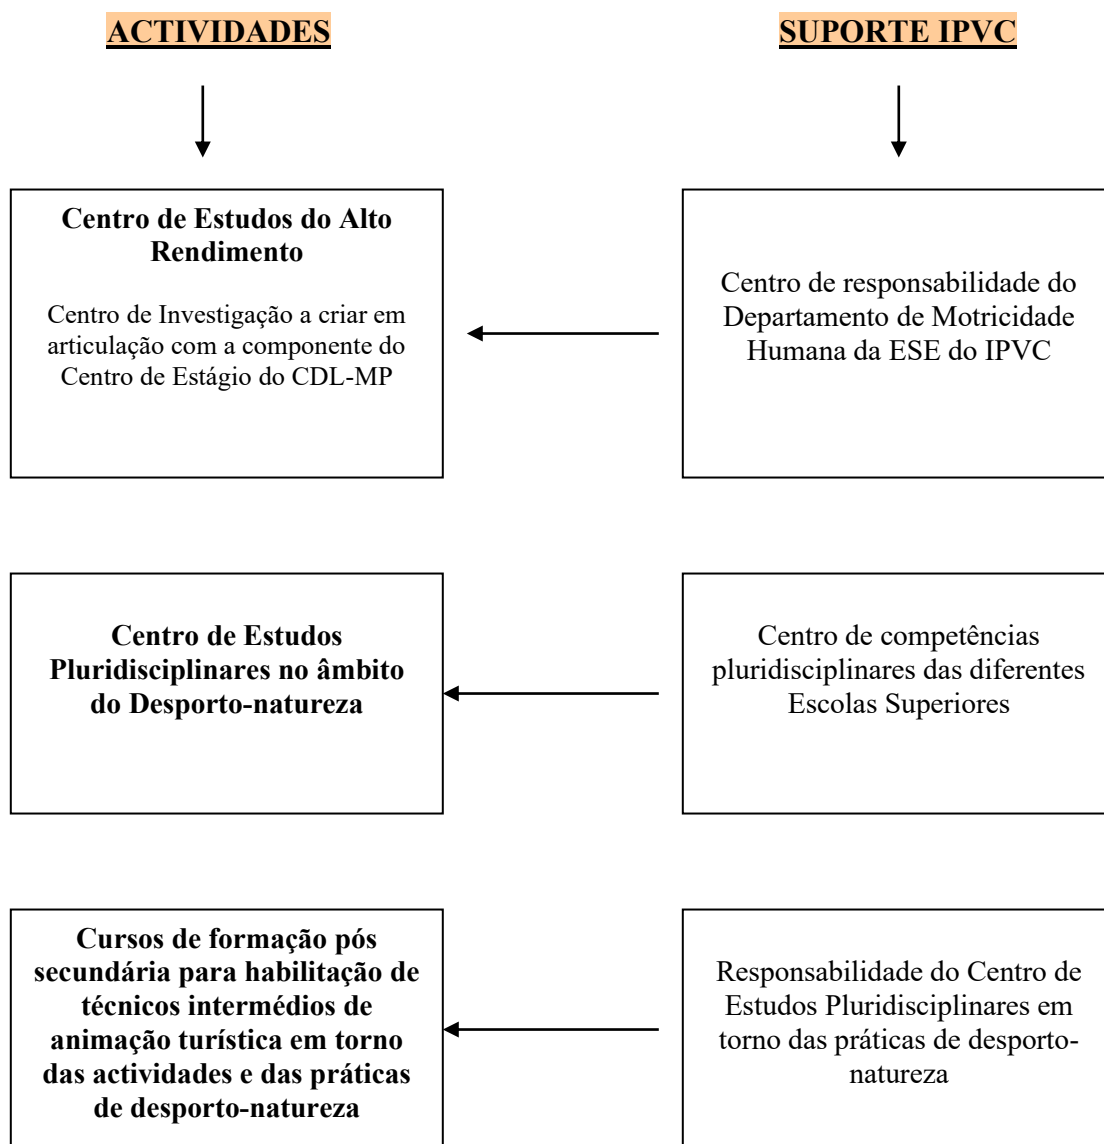 ACTIVIDADES
SUPORTE IPVC
Centro de Estudos do Alto
Rendimento
Centro de Investigação a criar em
articulação com a componente do
Centro de Estágio do CDL-MP
Centro de responsabilidade do
Departamento de Motricidade
Humana da ESE do IPVC
Centro de Estudos
Pluridisciplinares no âmbito
do Desporto-natureza
Centro de competências
pluridisciplinares das diferentes
Escolas Superiores
Cursos de formação pós
secundária para habilitação de
técnicos intermédios de
animação turística em torno
das actividades e das práticas
de desporto-natureza
Responsabilidade do Centro de
Estudos Pluridisciplinares em
torno das práticas de desporto-
natureza